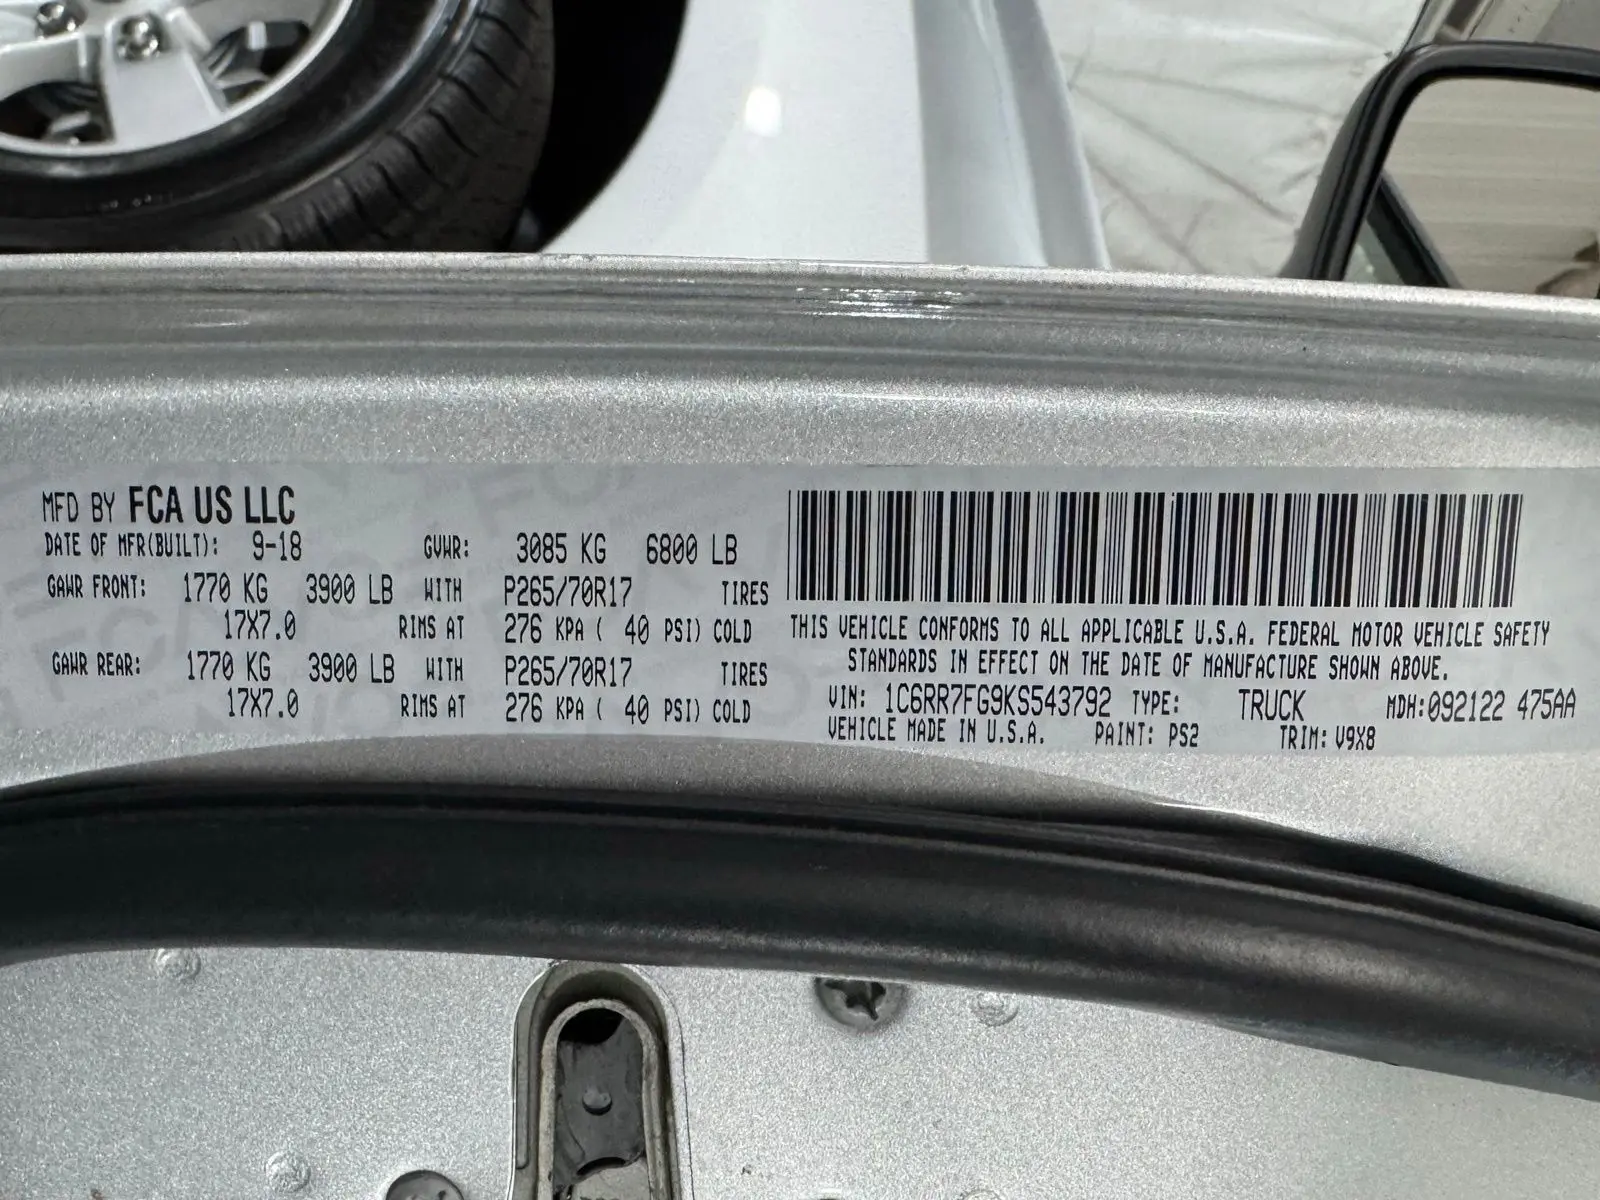 MFD BY FCA US LLC
DATE OF MFR(BUILT): 9-18 GVWR: 3085 KG 6800 LB
GAWR FRONT: 1770 KG 3900 LB WITH P265/70R17 TIRES
17X7.0 RIMS AT 276 KPA ( 40 PSI) COLD
GAWR REAR: 1770 KG 3900 LB WITH P265/70R17 TIRES
17X7.0 RIMS AT 276 KPA ( 40 PSI) COLD
THIS VEHICLE CONFORMS TO ALL APPLICABLE U.S.A. FEDERAL MOTOR VEHICLE SAFETY
STANDARDS IN EFFECT ON THE DATE OF MANUFACTURE SHOWN ABOVE.
VIN: 1C6RR7FG9KS543792 TYPE: TRUCK MDH:092122 475AA
VEHICLE MADE IN U.S.A. PAINT: PS2 TRIM: V9X8